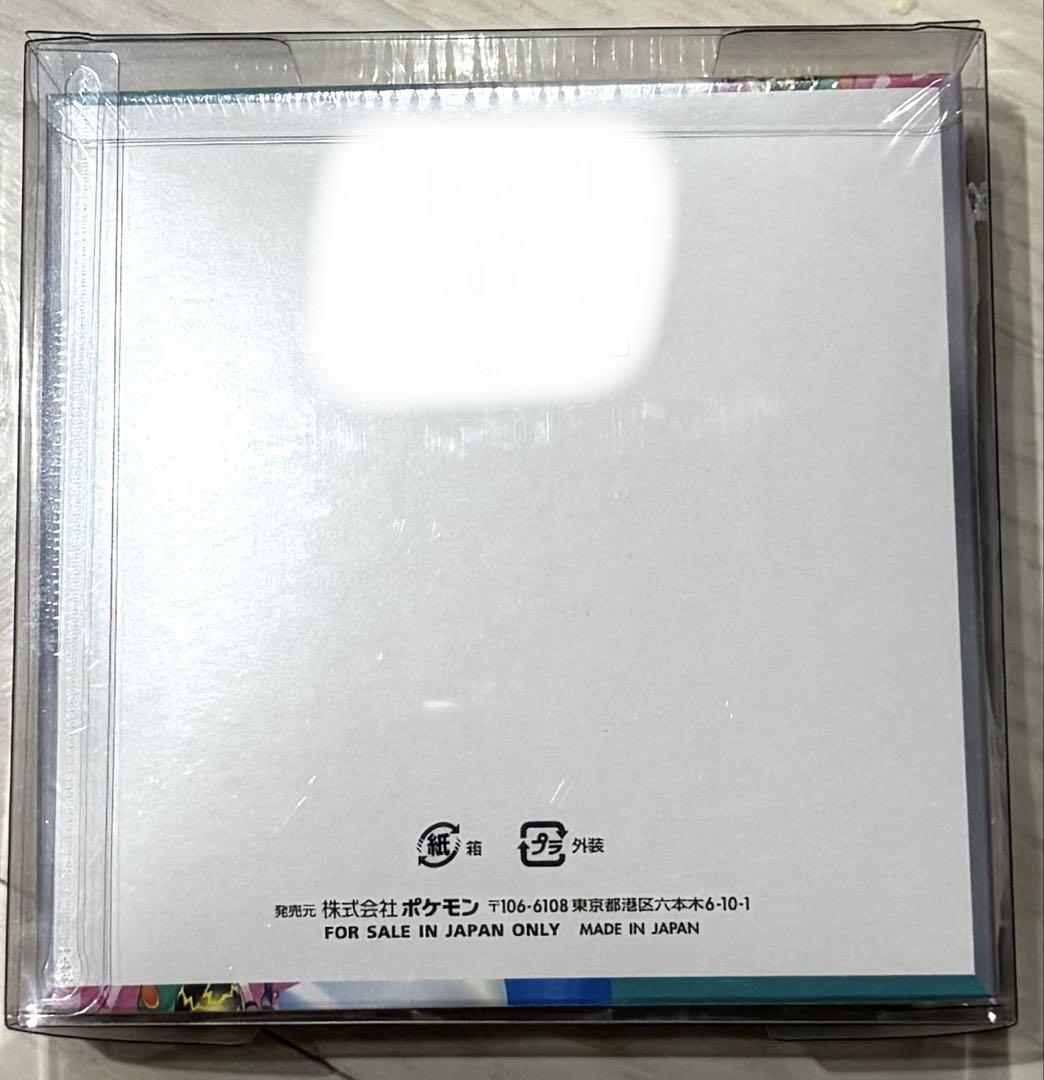 紙 箱 プラ 外装
発売元 株式会社 ポケモン 〒106-6108 東京都港区六本木6-10-1
FOR SALE IN JAPAN ONLY MADE IN JAPAN